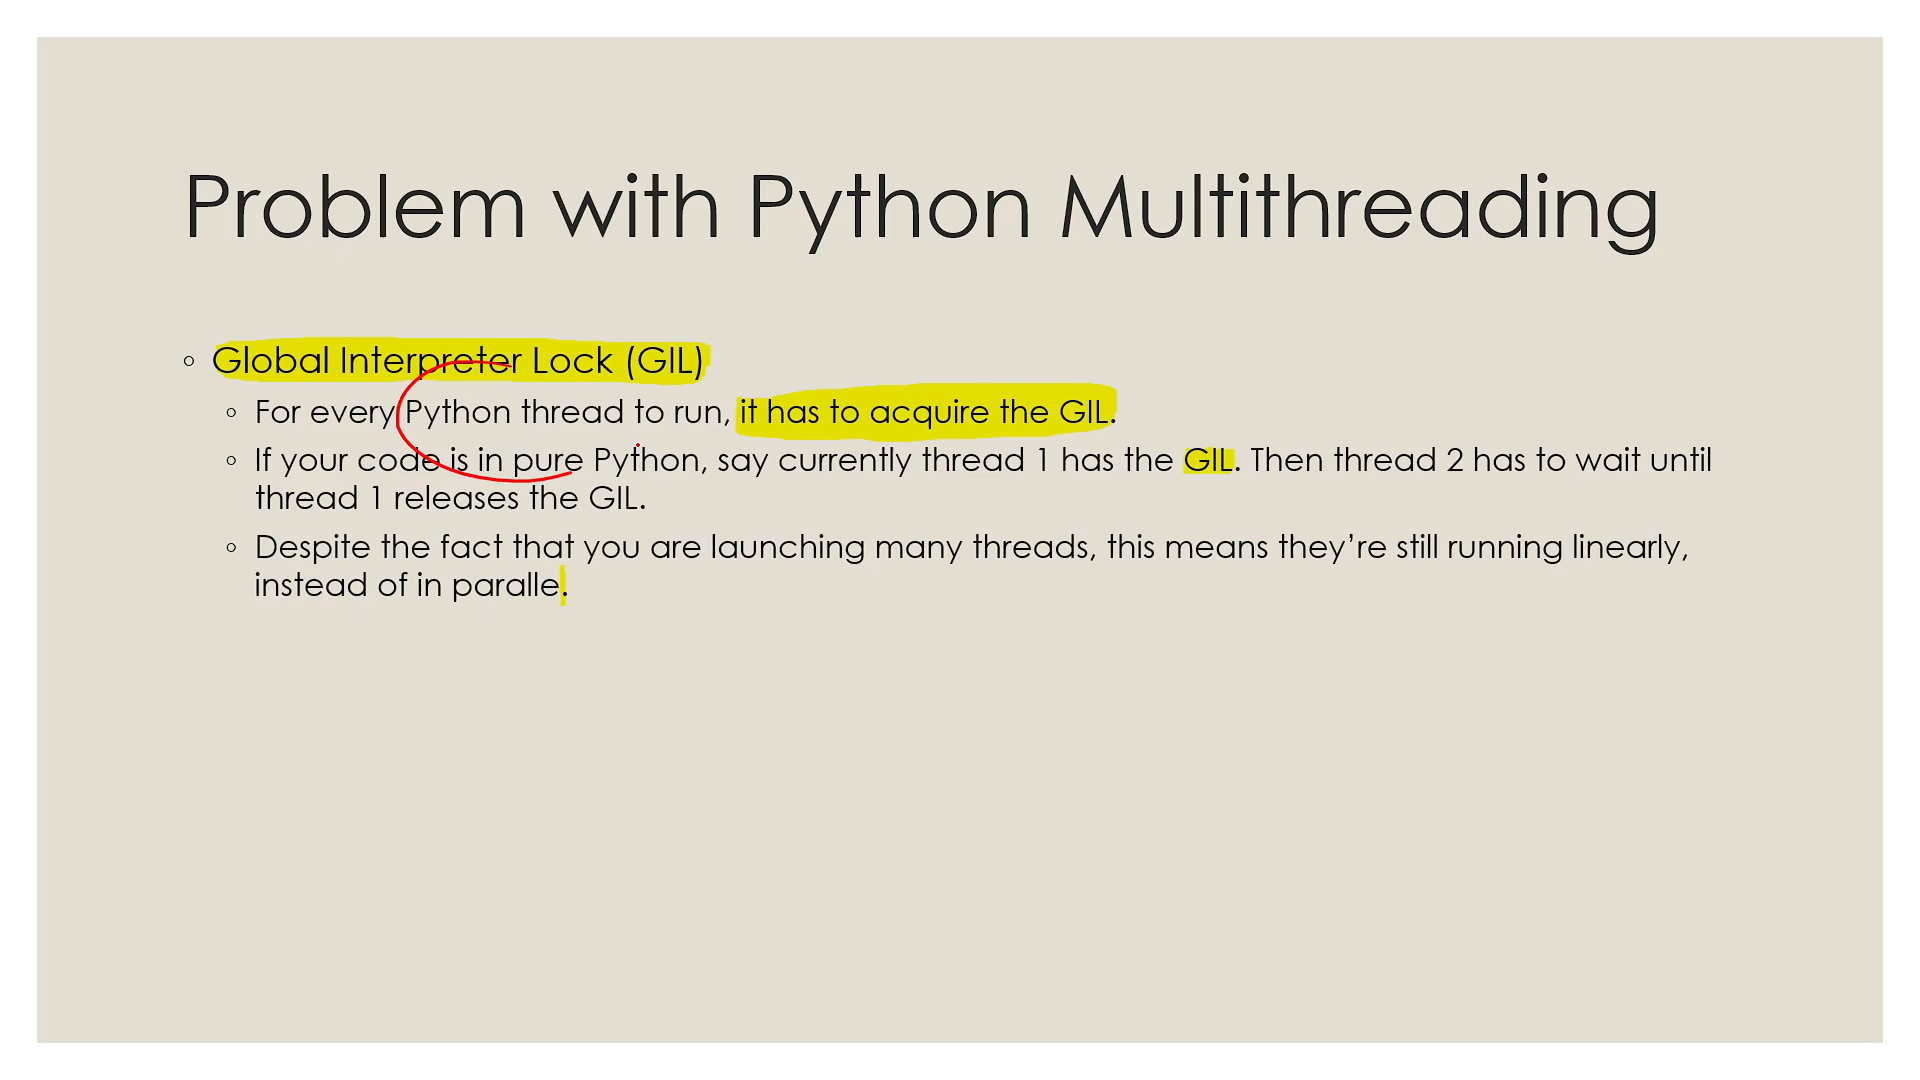 Problem with Python Multithreading
◦ Global Interpreter Lock (GIL)
◦ For every Python thread to run, it has to acquire the GIL.
◦ If your code is in pure Python, say currently thread 1 has the GIL. Then thread 2 has to wait until
thread 1 releases the GIL.
◦ Despite the fact that you are launching many threads, this means they’re still running linearly,
instead of in paralle.